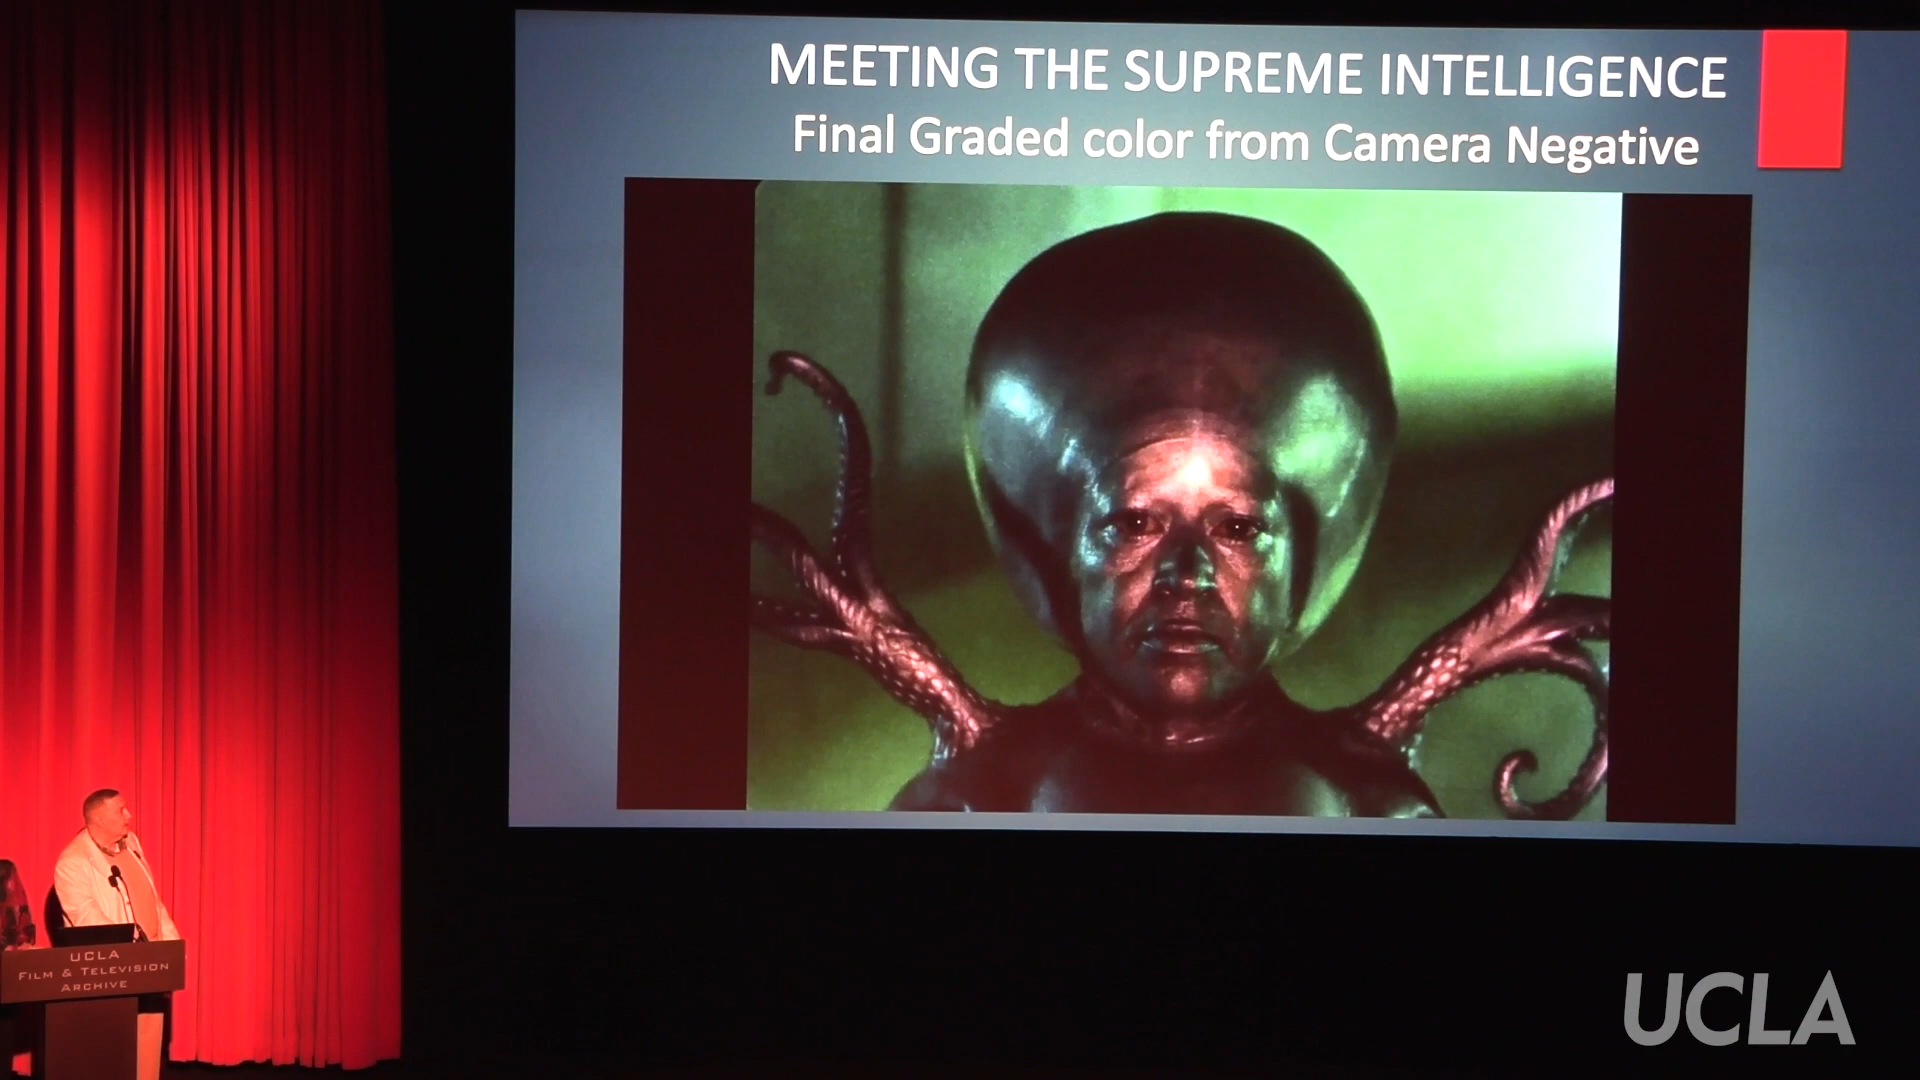 MEETING THE SUPREME INTELLIGENCE
Final Graded color from Camera Negative
UCLA
FILM & TELEVISION
ARCHIVE
UCLA